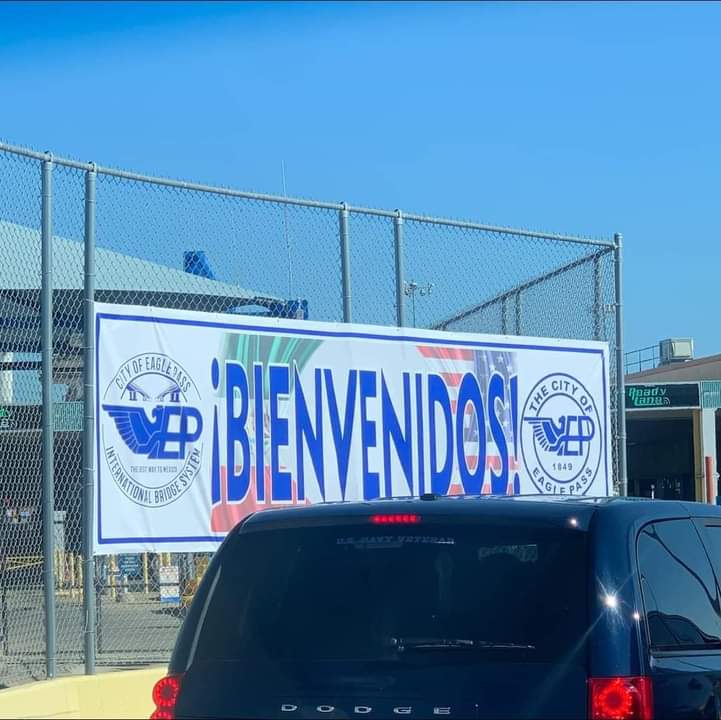 CITY OF EAGLE PASS
EP
THE BEST WAY TO MEXICO
INTERNATIONAL BRIDGE SYSTEM
¡BIENVENIDOS!
THE CITY OF
EP
1849
EAGLE PASS
Ready
Lane
U.S. NAVY VETERAN
DODGE